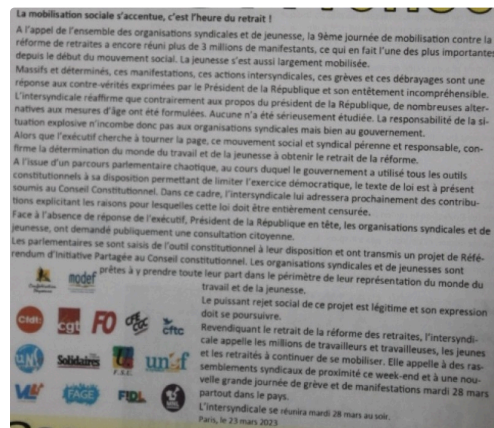 La mobilisation sociale s'accentue, c'est l'heure du retrait !
A l'appel de l'ensemble des organisations syndicales et de jeunesse, la 9ème journée de mobilisation contre la
réforme de retraites a encore réuni plus de 3 millions de manifestants, ce qui en fait l'une des plus importantes
depuis le début du mouvement social. La jeunesse s'est aussi largement mobilisée.
Massifs et déterminés, ces manifestations, ces actions intersyndicales, ces grèves et ces débrayages sont une
réponse aux contre-vérités exprimées par le Président de la République et son entêtement incompréhensible.
L'intersyndicale réaffirme que contrairement aux propos du président de la République, de nombreuses alter-
natives aux mesures d'âge ont été formulées. Aucune n'a été sérieusement étudiée. La responsabilité de la si-
tuation explosive n'incombe donc pas aux organisations syndicales mais bien au gouvernement.
Alors que l'exécutif cherche à tourner la page, ce mouvement social et syndical pérenne et responsable, con-
firme la détermination du monde du travail et de la jeunesse à obtenir le retrait de la réforme.
A l'issue d'un parcours parlementaire chaotique, au cours duquel le gouvernement a utilisé tous les outils
constitutionnels à sa disposition permettant de limiter l'exercice démocratique, le texte de loi est à présent
soumis au Conseil Constitutionnel. Dans ce cadre, l'intersyndicale lui adressera prochainement des contribu-
tions explicitant les raisons pour lesquelles cette loi doit être entièrement censurée.
Face à l'absence de réponse de l'exécutif, Président de la République en tête, les organisations syndicales et de
jeunesse, ont demandé publiquement une consultation citoyenne.
Les parlementaires se sont saisis de l'outil constitutionnel à leur disposition et ont transmis un projet de Réfé-
rendum d'Initiative Partagée au Conseil constitutionnel. Les organisations syndicales et de jeunesses sont
prêtes à y prendre toute leur part dans le périmètre de leur représentation du monde du
travail et de la jeunesse.
Le puissant rejet social de ce projet est légitime et son expression
doit se poursuivre.
Revendiquant le retrait de la réforme des retraites, l'intersyndi-
cale appelle les millions de travailleurs et travailleuses, les jeunes
et les retraités à continuer de se mobiliser. Elle appelle à des ras-
semblements syndicaux de proximité ce week-end et à une nou-
velle grande journée de grève et de manifestations mardi 28 mars
partout dans le pays.
L'intersyndicale se réunira mardi 28 mars au soir.
Paris, le 23 mars 2023
modef
Cfdt: cgt FO CFE CGC cftc
Solidaires F.S.U. unef
FAGE FIDL